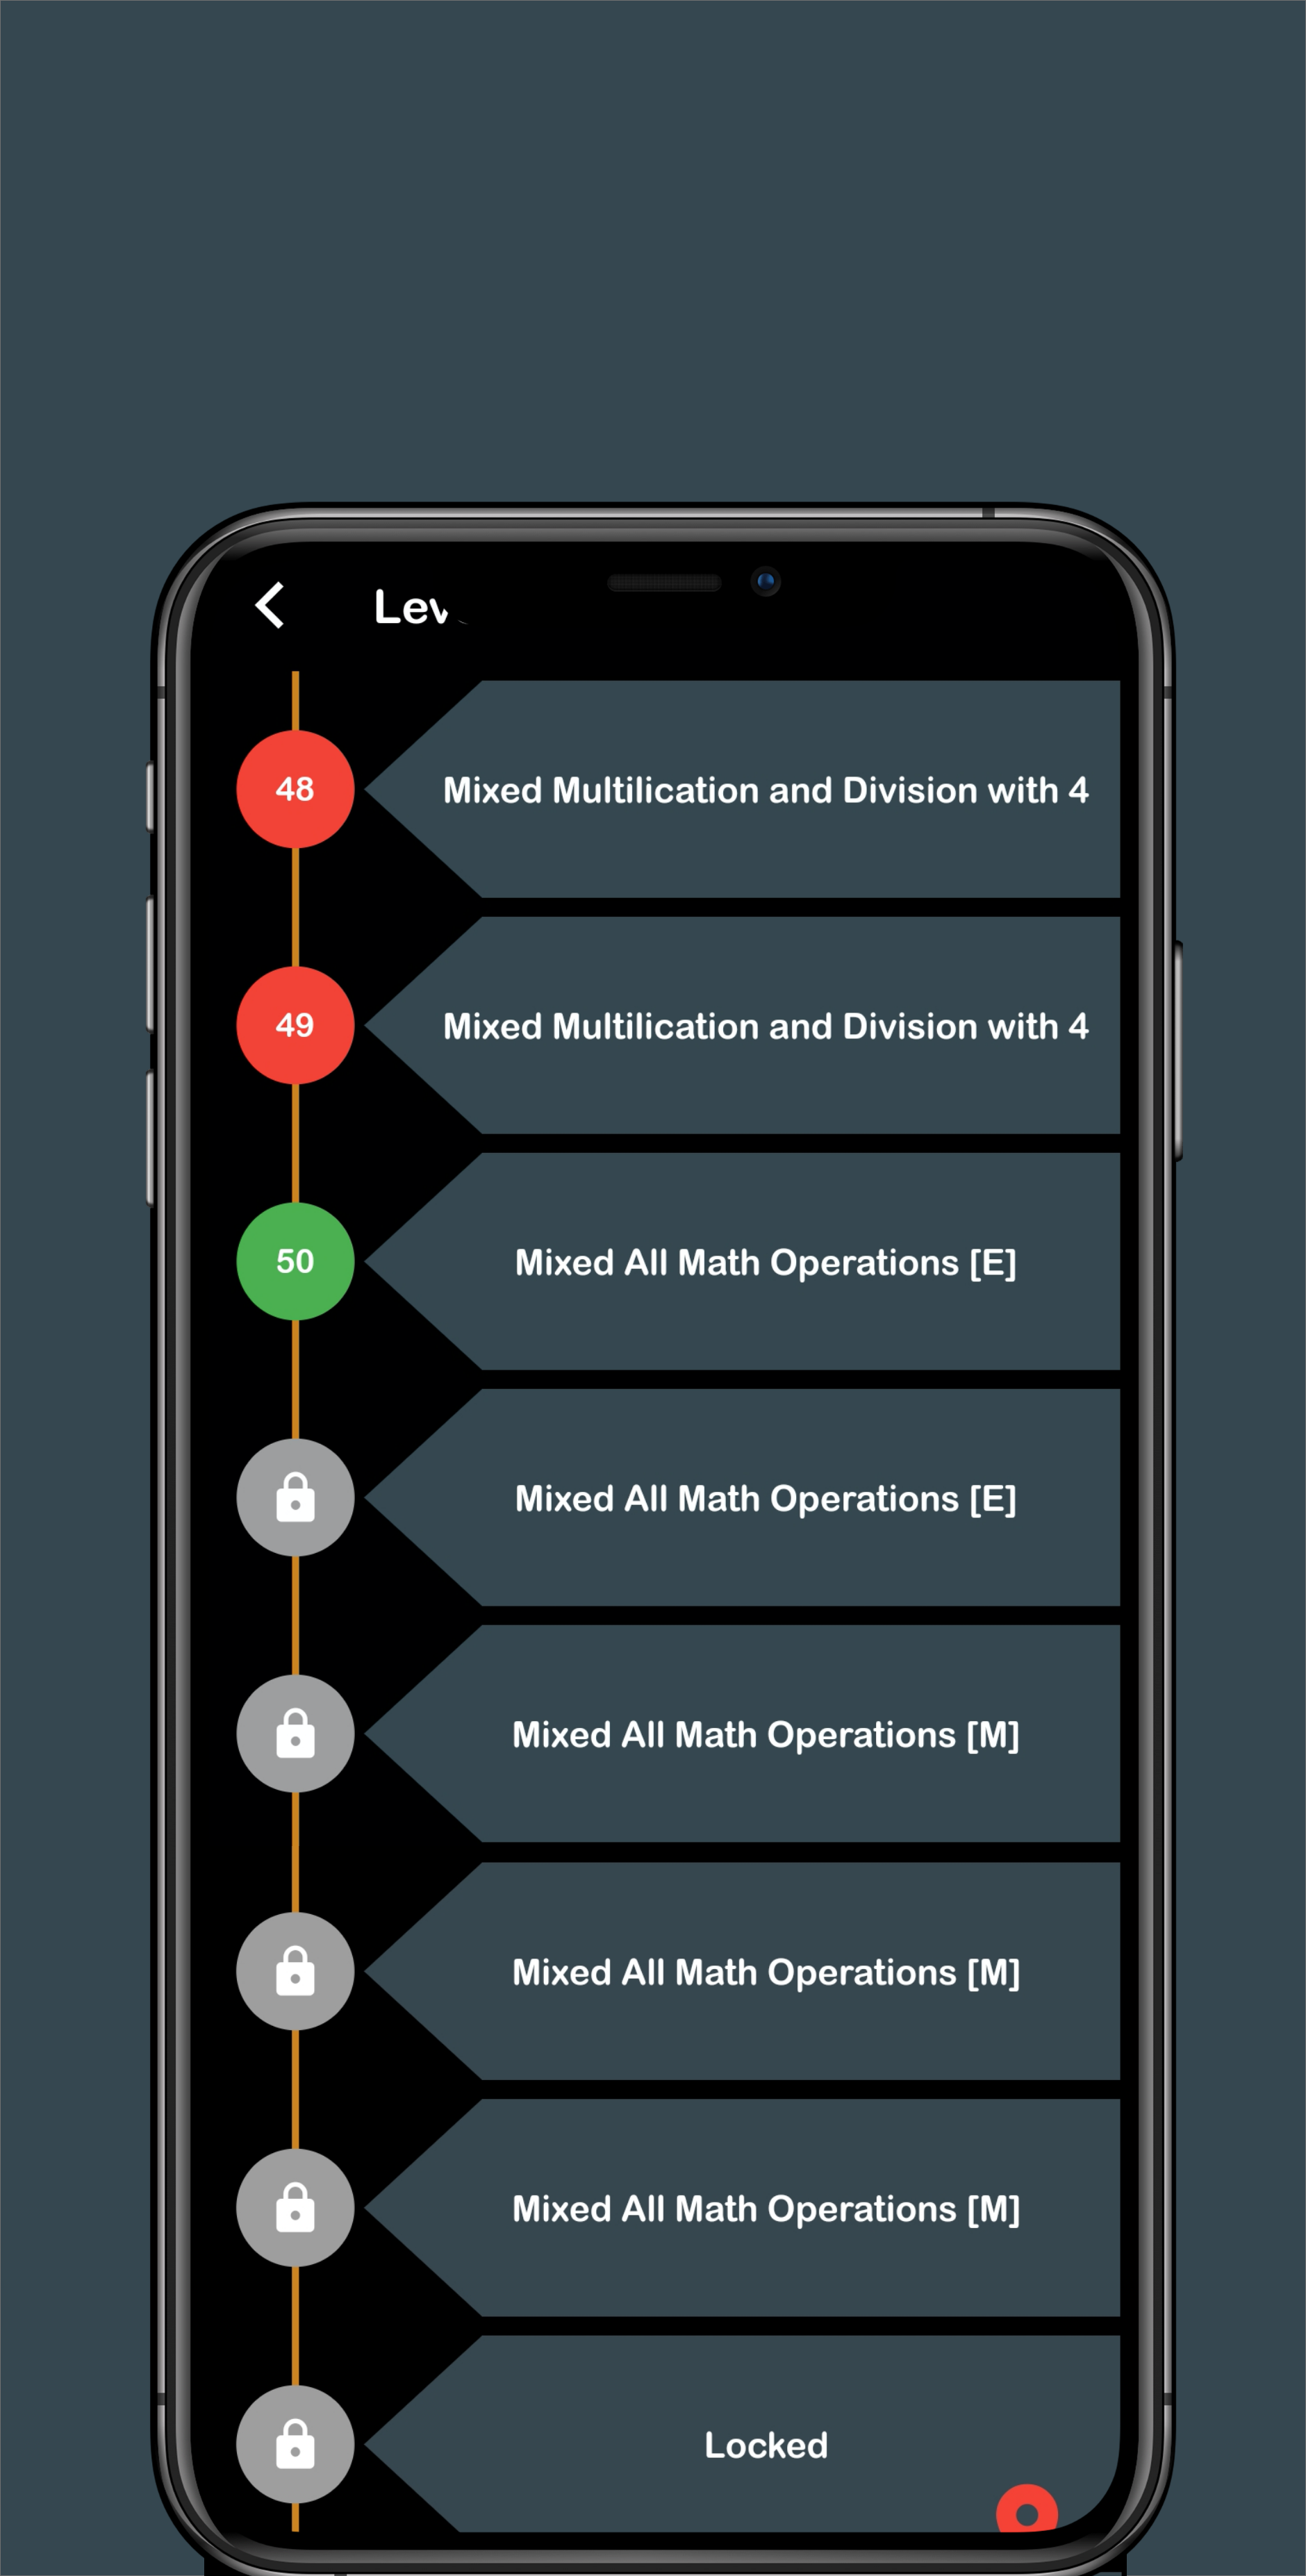 Lev
48
Mixed Multilication and Division with 4
49
Mixed Multilication and Division with 4
50
Mixed All Math Operations [E]
Mixed All Math Operations [E]
Mixed All Math Operations [M]
Mixed All Math Operations [M]
Mixed All Math Operations [M]
Locked